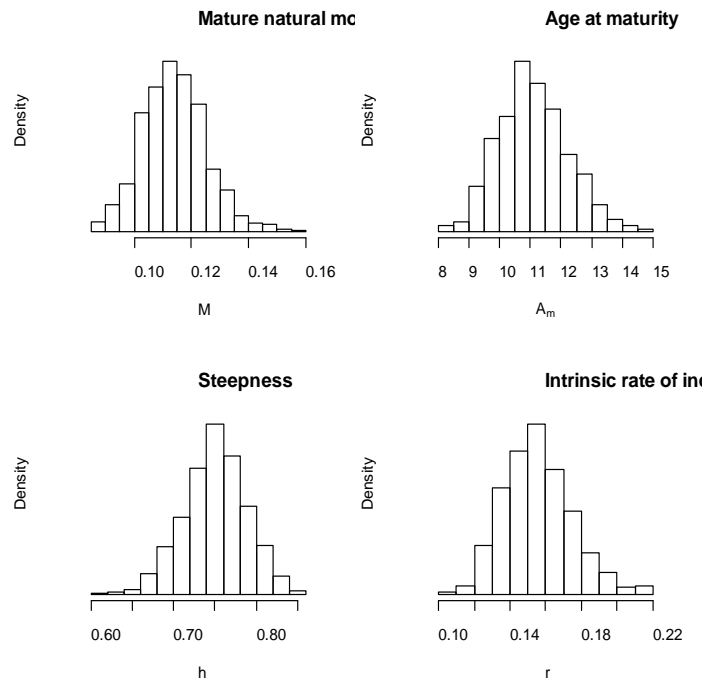 Mature natural mo
Density
0.10 0.12 0.14 0.16
M
Age at maturity
Density
8 9 10 11 12 13 14 15
Am
Steepness
Density
0.60 0.70 0.80
h
Intrinsic rate of inc
Density
0.10 0.14 0.18 0.22
r